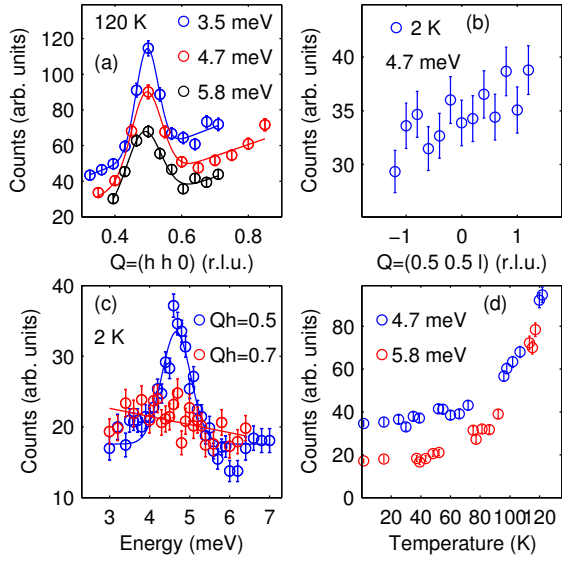 120 K
3.5 meV
(a)
4.7 meV
5.8 meV
120
100
80
60
40
20
0.4 0.6 0.8
Counts (arb. units)
Q=(h h 0) (r.l.u.)
(b)
2 K
4.7 meV
40
35
30
−1 0 1
Counts (arb. units)
Q=(0.5 0.5 l) (r.l.u.)
(c)
Qh=0.5
2 K
Qh=0.7
40
30
20
10
3 4 5 6 7
Counts (arb. units)
Energy (meV)
4.7 meV
(d)
5.8 meV
80
60
40
20
0
20 40 60 80 100 120
Counts (arb. units)
Temperature (K)